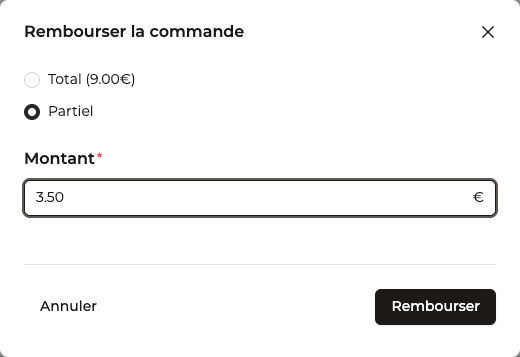 Rembourser la commande
Total (9.00€)
Partiel
Montant*
3.50 €
Annuler Rembourser